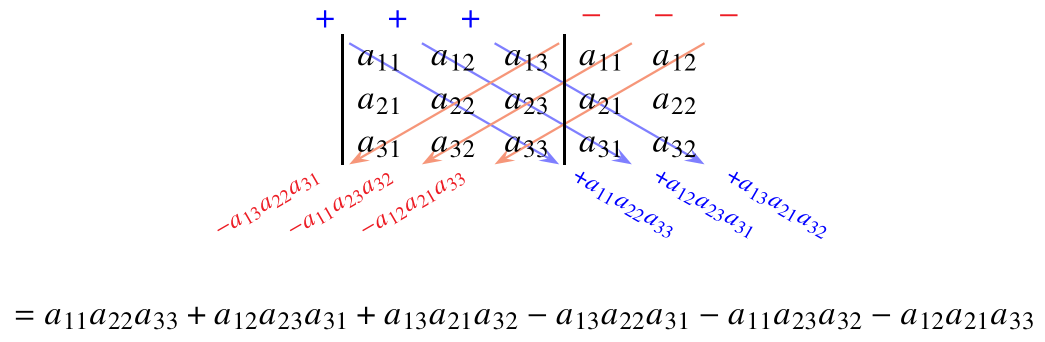 + + + − − −
a₁₁ a₁₂ a₁₃ a₁₁ a₁₂
a₂₁ a₂₂ a₂₃ a₂₁ a₂₂
a₃₁ a₃₂ a₃₃ a₃₁ a₃₂
−a₁₃a₂₂a₃₁ −a₁₁a₂₃a₃₂ −a₁₂a₂₁a₃₃ +a₁₁a₂₂a₃₃ +a₁₂a₂₃a₃₁ +a₁₃a₂₁a₃₂
= a₁₁a₂₂a₃₃ + a₁₂a₂₃a₃₁ + a₁₃a₂₁a₃₂ − a₁₃a₂₂a₃₁ − a₁₁a₂₃a₃₂ − a₁₂a₂₁a₃₃